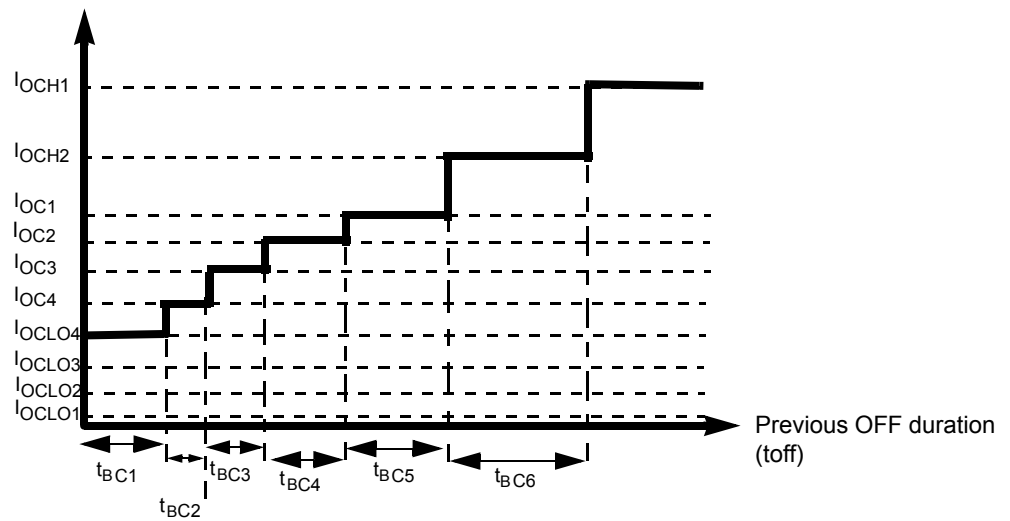 IOCH1
IOCH2
IOC1
IOC2
IOC3
IOC4
IOCLO4
IOCLO3
IOCLO2
IOCLO1
Previous OFF duration
(toff)
tBC1
tBC2
tBC3
tBC4
tBC5
tBC6